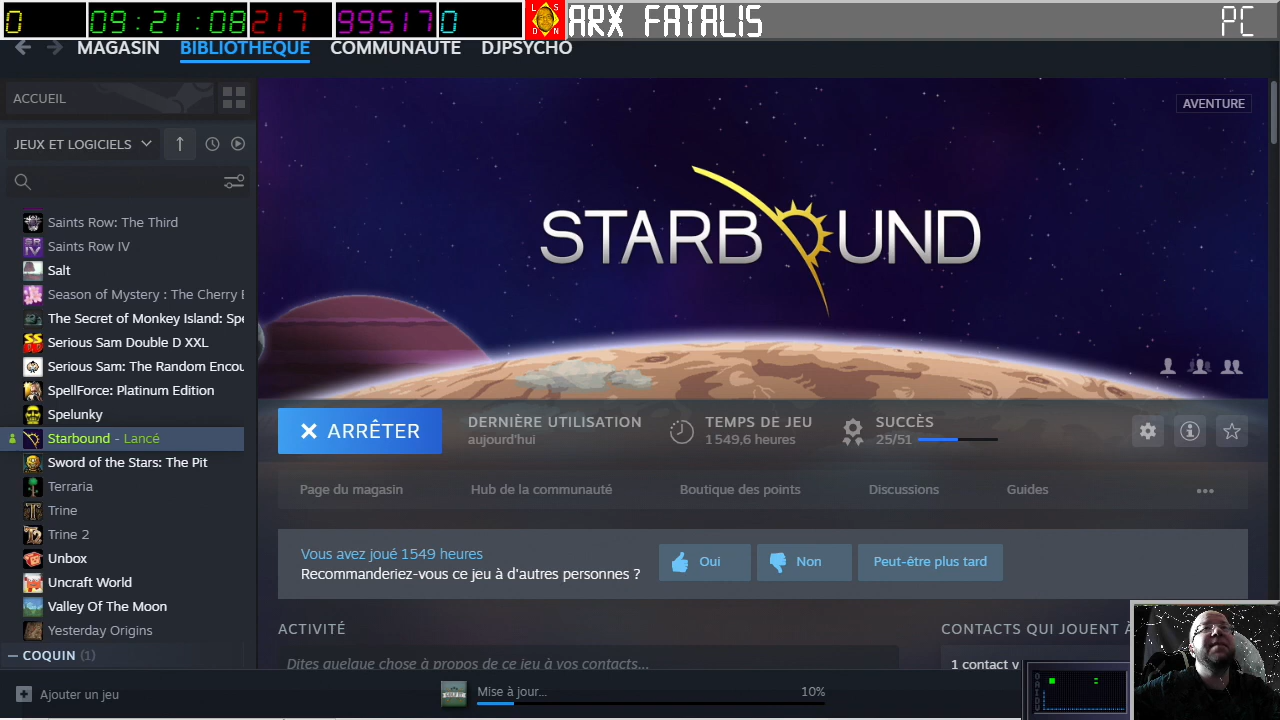 0 09:21:08 217 995170 0 ARX FATALIS PC
MAGASIN BIBLIOTHÈQUE COMMUNAUTÉ DJPSYCHO
ACCUEIL
AVENTURE
JEUX ET LOGICIELS
STARBOUND
Saints Row: The Third
Saints Row IV
Salt
Season of Mystery : The Cherry E
The Secret of Monkey Island: Spe
Serious Sam Double D XXL
Serious Sam: The Random Encou
SpellForce: Platinum Edition
Spelunky
Starbound - Lancé
Sword of the Stars: The Pit
Terraria
Trine
Trine 2
Unbox
Uncraft World
Valley Of The Moon
Yesterday Origins
COQUIN (1)
ARRÊTER
DERNIÈRE UTILISATION
aujourd'hui
TEMPS DE JEU
1 549,6 heures
SUCCÈS
25/51
Page du magasin Hub de la communauté Boutique des points Discussions Guides
Vous avez joué 1549 heures
Recommanderiez-vous ce jeu à d'autres personnes ?
Oui Non Peut-être plus tard
ACTIVITÉ
Dites quelque chose à propos de ce jeu à vos contacts...
CONTACTS QUI JOUENT À
1 contact v
Ajouter un jeu
Mise à jour... 10%